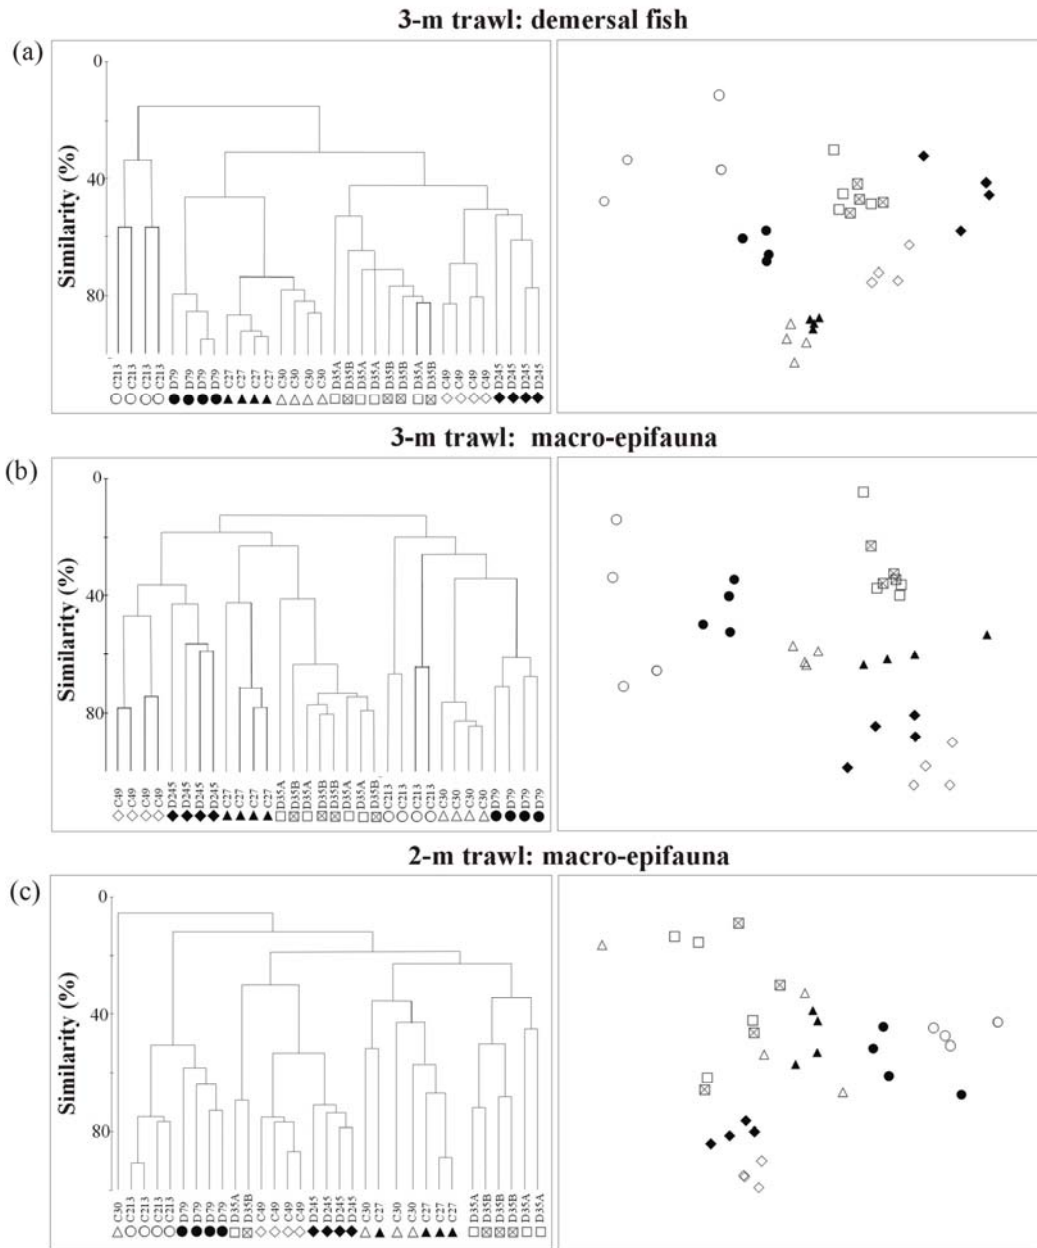 3-m trawl: demersal fish
(a)
0
40
80
Similarity (%)
C213 C213 C213 C213 D79 D79 D79 D79 C27 C27 C27 C27 C30 C30 C30 C30 D35A D35B D35A D35A D35B D35B D35A D35B C49 C49 C49 C49 D245 D245 D245 D245
3-m trawl: macro-epifauna
(b)
0
40
80
Similarity (%)
C49 C49 C49 C49 D245 D245 D245 D245 C27 C27 C27 C27 D35A D35B D35A D35B D35B D35A D35A D35B C213 C213 C213 C213 C30 C30 C30 C30 D79 D79 D79 D79
2-m trawl: macro-epifauna
(c)
0
40
80
Similarity (%)
C30 C213 C213 C213 C213 D79 D79 D79 D79 D35A D35B C49 C49 C49 C49 D245 D245 D245 D245 C30 C27 C30 C30 C27 C27 C27 D35A D35B D35B D35B D35A D35A